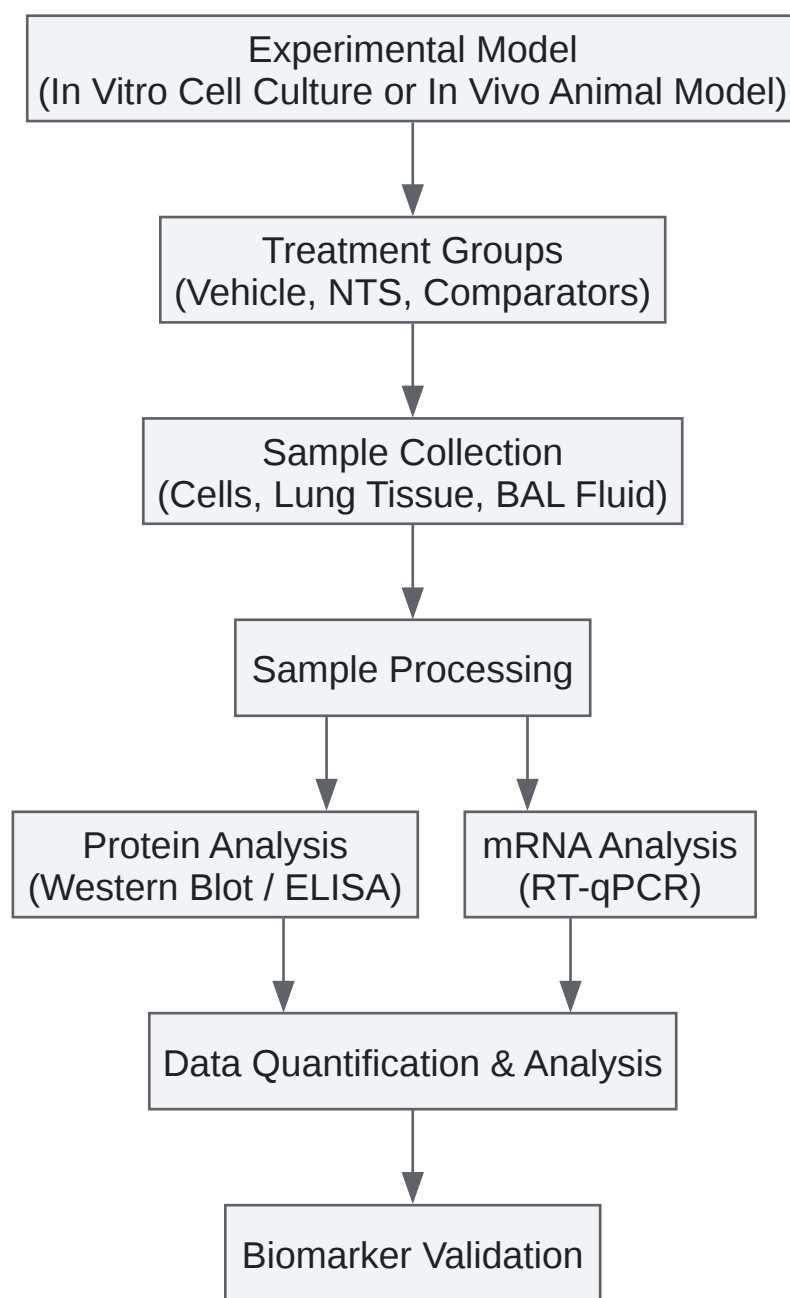 Experimental Model
(In Vitro Cell Culture or In Vivo Animal Model)
Treatment Groups
(Vehicle, NTS, Comparators)
Sample Collection
(Cells, Lung Tissue, BAL Fluid)
Sample Processing
Protein Analysis
(Western Blot / ELISA)
mRNA Analysis
(RT-qPCR)
Data Quantification & Analysis
Biomarker Validation